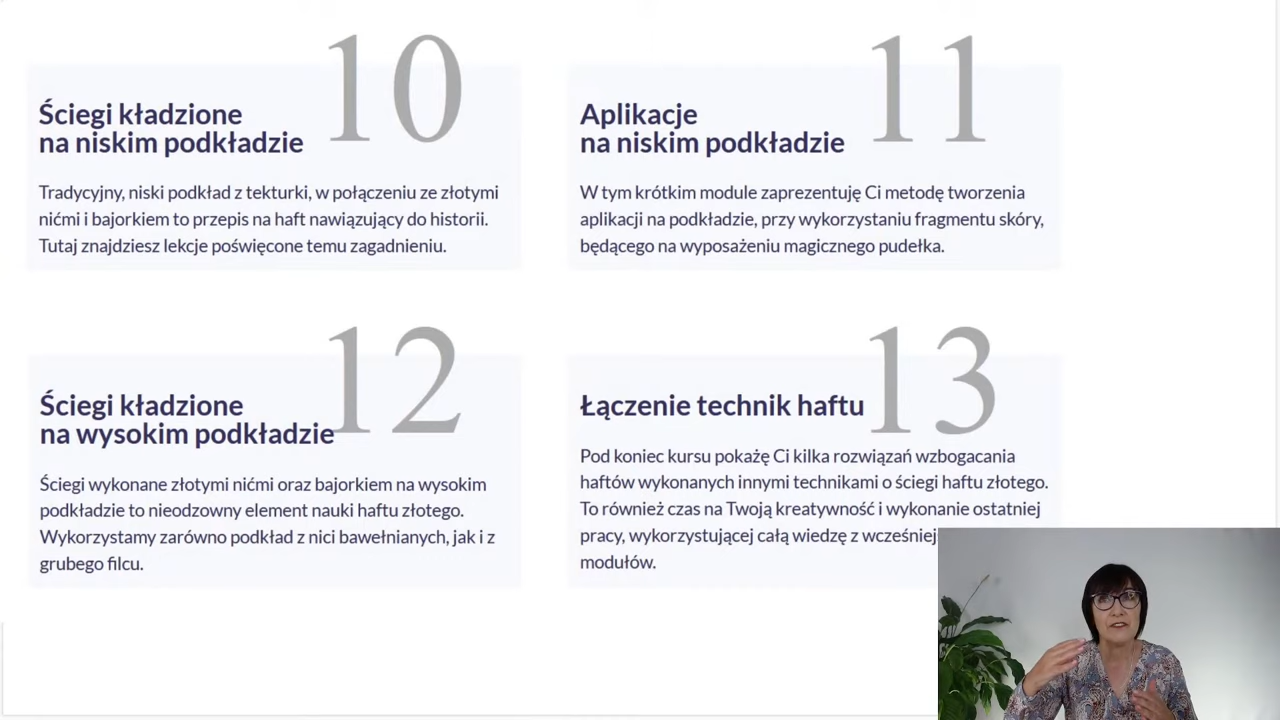 10
Ściegi kładzione
na niskim podkładzie
Tradycyjny, niski podkład z tekturki, w połączeniu ze złotymi
nićmi i bajorkiem to przepis na haft nawiązujący do historii.
Tutaj znajdziesz lekcje poświęcone temu zagadnieniu.
11
Aplikacje
na niskim podkładzie
W tym krótkim module zaprezentuję Ci metodę tworzenia
aplikacji na podkładzie, przy wykorzystaniu fragmentu skóry,
będącego na wyposażeniu magicznego pudełka.
12
Ściegi kładzione
na wysokim podkładzie
Ściegi wykonane złotymi nićmi oraz bajorkiem na wysokim
podkładzie to nieodzowny element nauki haftu złotego.
Wykorzystamy zarówno podkład z nici bawełnianych, jak i z
grubego filcu.
13
Łączenie technik haftu
Pod koniec kursu pokażę Ci kilka rozwiązań wzbogacania
haftów wykonanych innymi technikami o ściegi haftu złotego.
To również czas na Twoją kreatywność i wykonanie ostatniej
pracy, wykorzystującej całą wiedzę z
modułów.